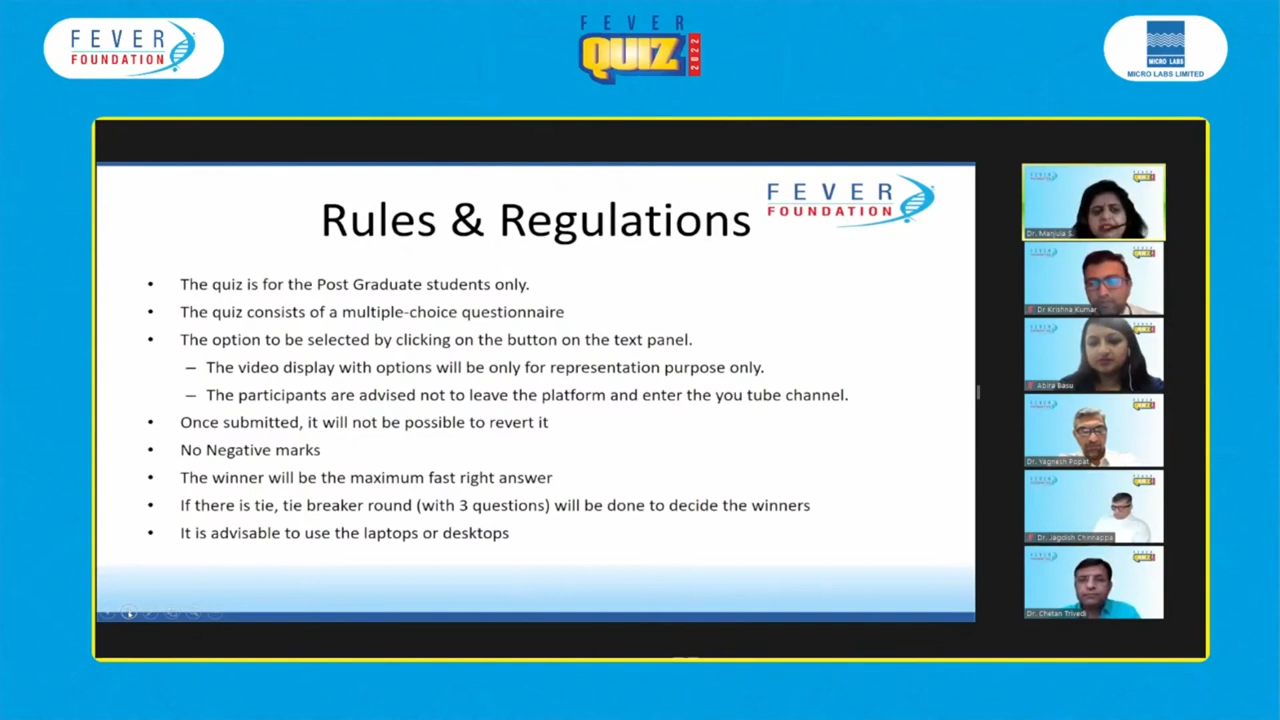 FEVER
FOUNDATION
FEVER
QUIZ
2022
MICRO LABS
MICRO LABS LIMITED
Rules & Regulations
FEVER
FOUNDATION
• The quiz is for the Post Graduate students only.
• The quiz consists of a multiple-choice questionnaire
• The option to be selected by clicking on the button on the text panel.
– The video display with options will be only for representation purpose only.
– The participants are advised not to leave the platform and enter the you tube channel.
• Once submitted, it will not be possible to revert it
• No Negative marks
• The winner will be the maximum fast right answer
• If there is tie, tie breaker round (with 3 questions) will be done to decide the winners
• It is advisable to use the laptops or desktops
Dr. Manjula S
Dr Krishna Kumar
Abira Basu
Dr. Yagnesh Popat
Dr. Jagdish Chinnappa
Dr. Chetan Trivedi